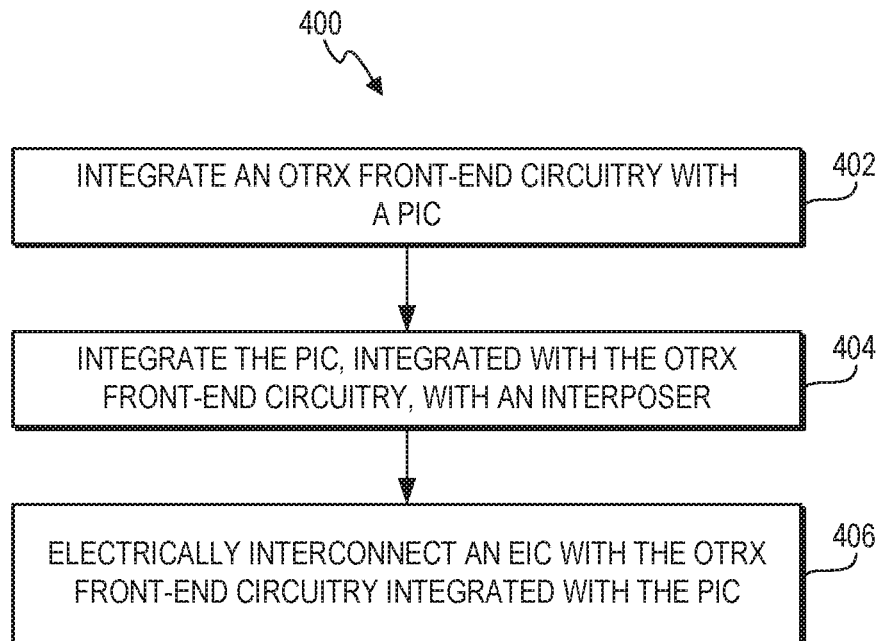 400
INTEGRATE AN OTRX FRONT-END CIRCUITRY WITH
A PIC
402
INTEGRATE THE PIC, INTEGRATED WITH THE OTRX
FRONT-END CIRCUITRY, WITH AN INTERPOSER
404
ELECTRICALLY INTERCONNECT AN EIC WITH THE OTRX
FRONT-END CIRCUITRY INTEGRATED WITH THE PIC
406